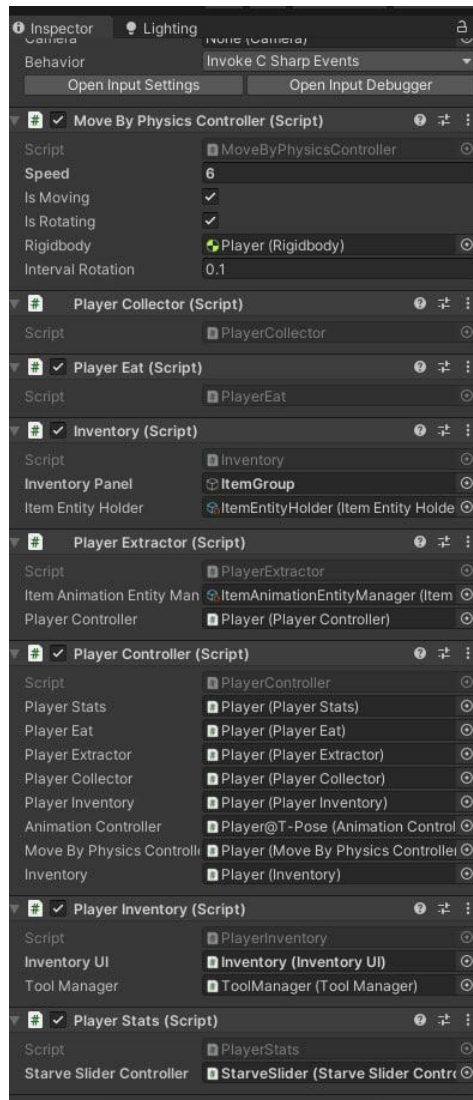 Inspector
Lighting
Camera
None (Camera)
Behavior
Invoke C Sharp Events
Open Input Settings
Open Input Debugger
# Move By Physics Controller (Script)
Script
MoveByPhysicsController
Speed
6
Is Moving
Is Rotating
Rigidbody
Player (Rigidbody)
Interval Rotation
0.1
# Player Collector (Script)
Script
PlayerCollector
# Player Eat (Script)
Script
PlayerEat
# Inventory (Script)
Script
Inventory
Inventory Panel
ItemGroup
Item Entity Holder
ItemEntityHolder (Item Entity Holde
# Player Extractor (Script)
Script
PlayerExtractor
Item Animation Entity Man
ItemAnimationEntityManager (Item
Player Controller
Player (Player Controller)
# Player Controller (Script)
Script
PlayerController
Player Stats
Player (Player Stats)
Player Eat
Player (Player Eat)
Player Extractor
Player (Player Extractor)
Player Collector
Player (Player Collector)
Player Inventory
Player (Player Inventory)
Animation Controller
Player@T-Pose (Animation Control
Move By Physics Controlle
Player (Move By Physics Controller
Inventory
Player (Inventory)
# Player Inventory (Script)
Script
PlayerInventory
Inventory UI
Inventory (Inventory UI)
Tool Manager
ToolManager (Tool Manager)
# Player Stats (Script)
Script
PlayerStats
Starve Slider Controller
StarveSlider (Starve Slider Contro